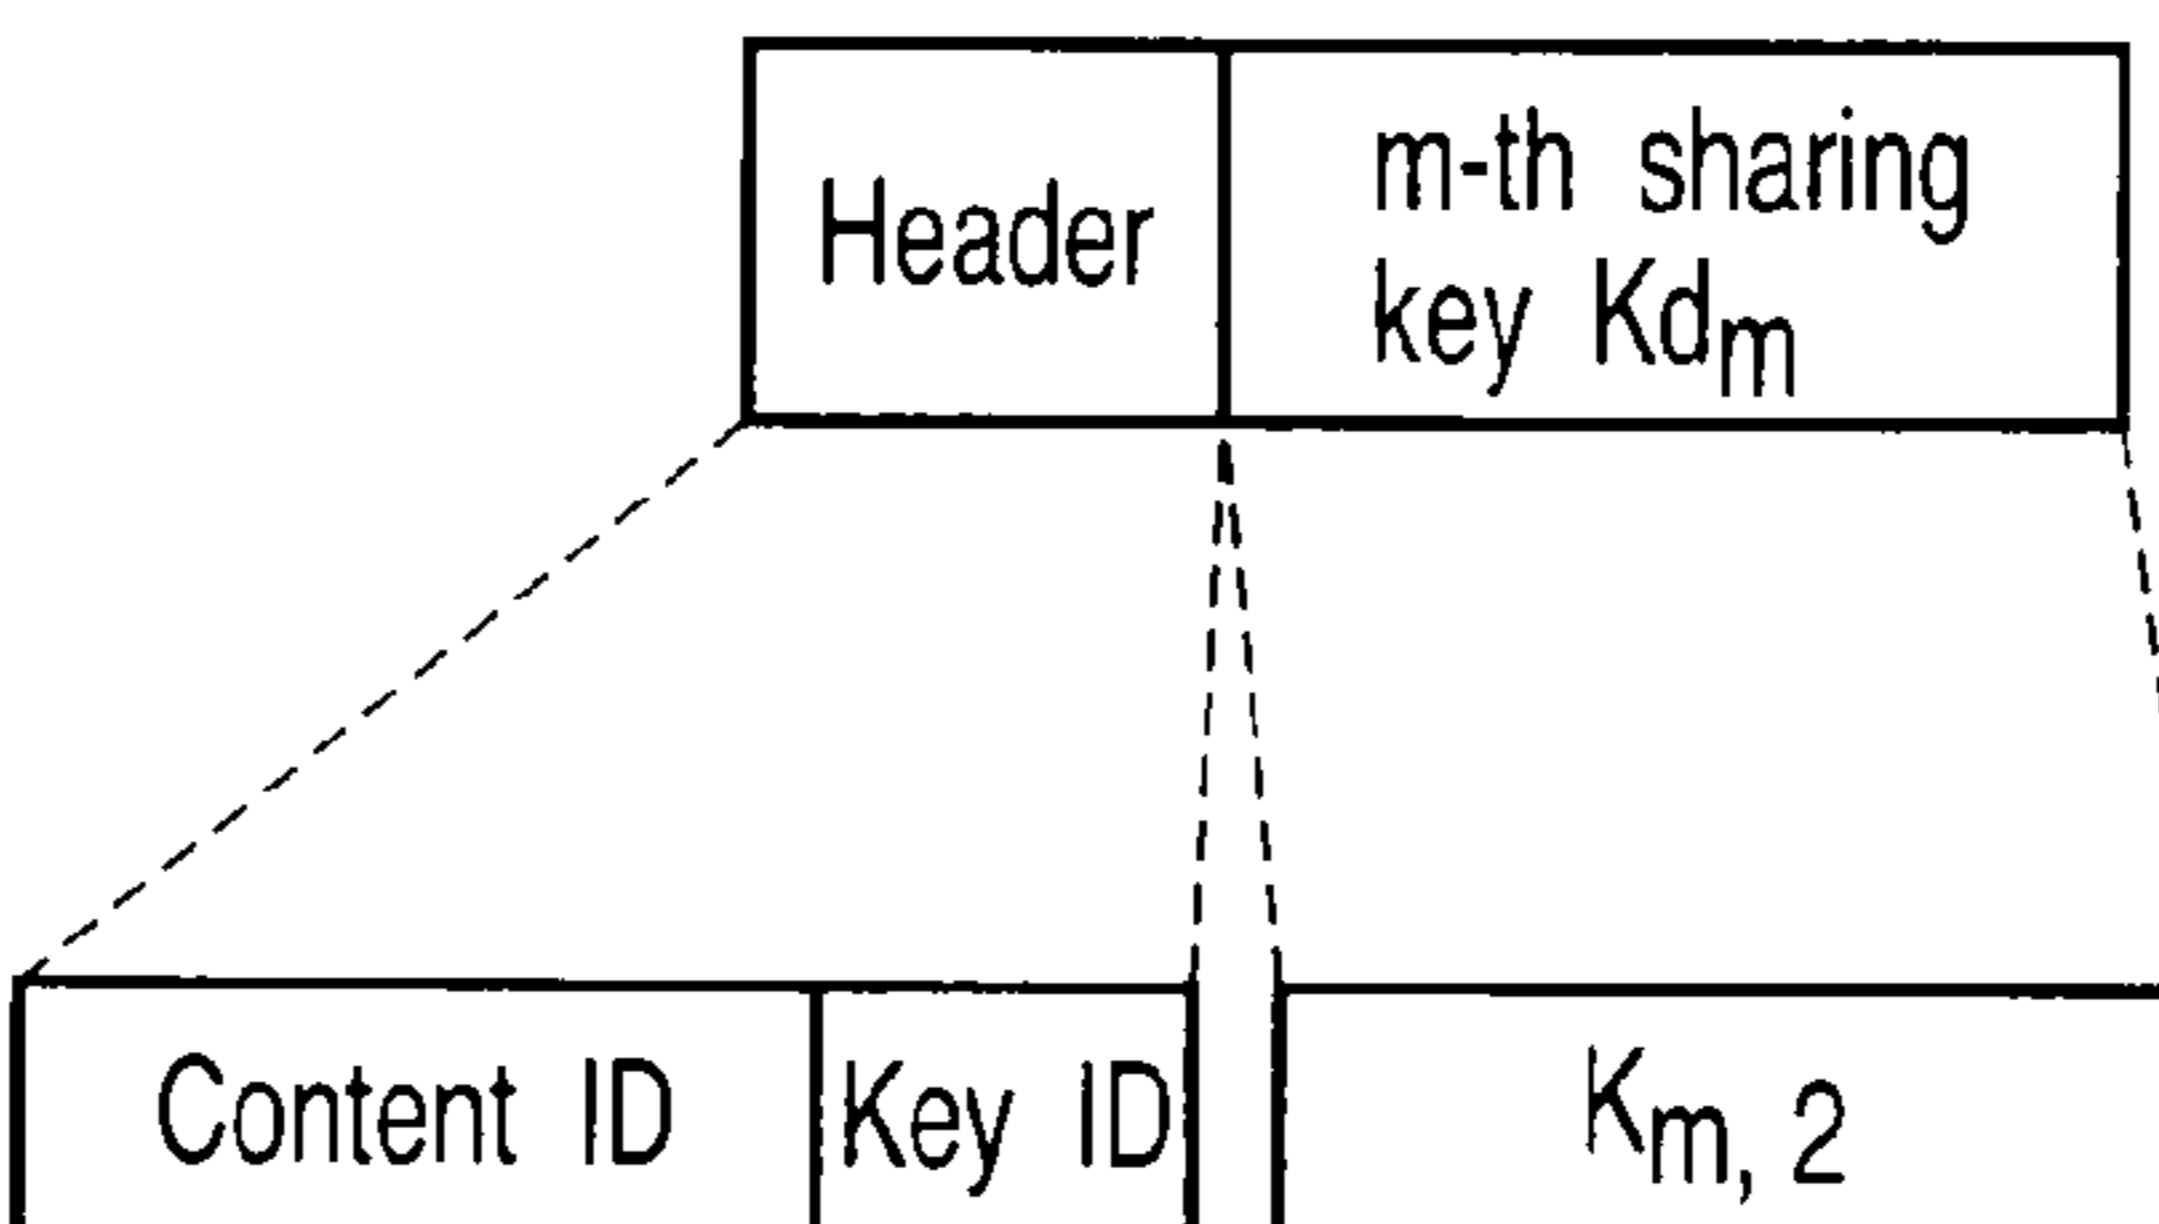 Header
m-th sharing
key Kdm
Content ID
Key ID
Km, 2